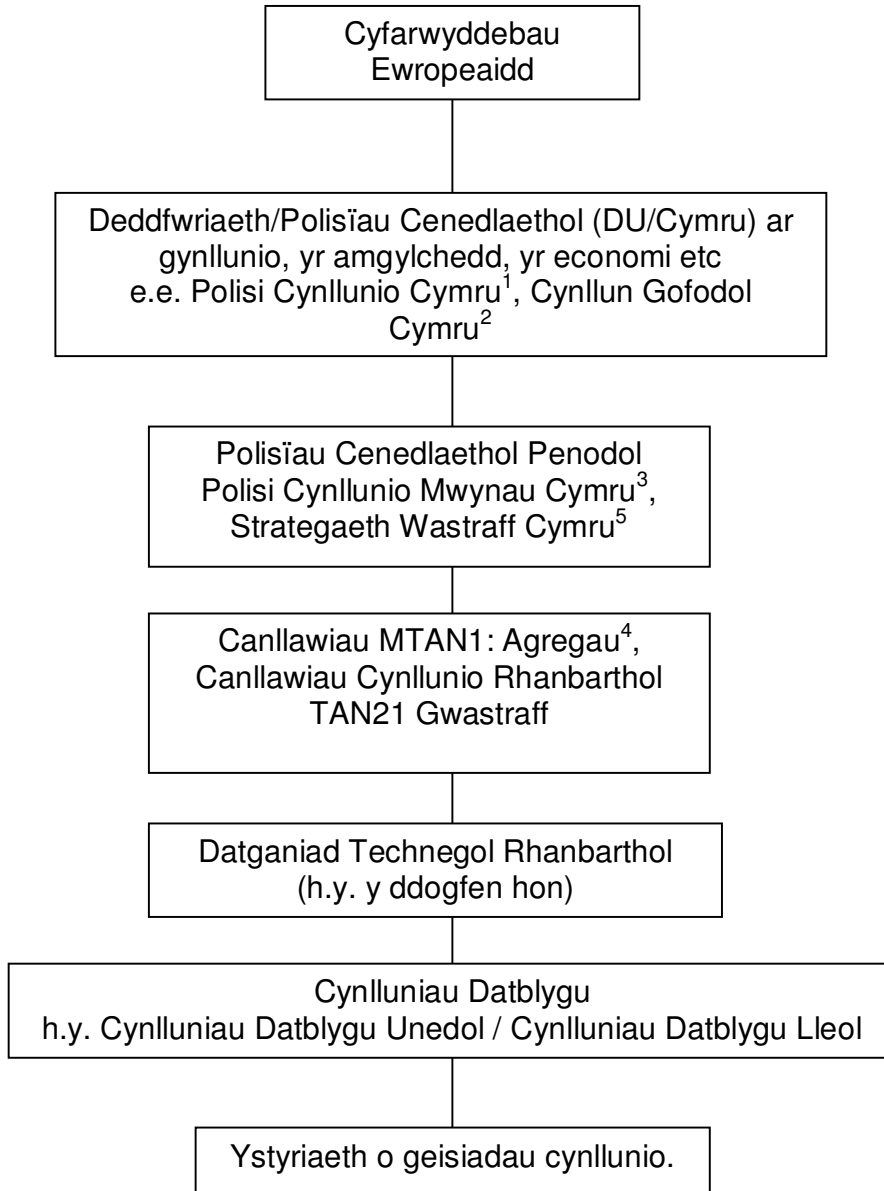 Cyfarwyddebau
Ewropeaidd
Deddfwriaeth/Polisïau Cenedlaethol (DU/Cymru) ar
gynllunio, yr amgylchedd, yr economi etc
e.e. Polisi Cynllunio Cymru¹, Cynllun Gofodol
Cymru²
Polisïau Cenedlaethol Penodol
Polisi Cynllunio Mwynau Cymru³,
Strategaeth Wastraff Cymru⁵
Canllawiau MTAN1: Agregau⁴,
Canllawiau Cynllunio Rhanbarthol
TAN21 Gwastraff
Datganiad Technegol Rhanbarthol
(h.y. y ddogfen hon)
Cynlluniau Datblygu
h.y. Cynlluniau Datblygu Unedol / Cynlluniau Datblygu Lleol
Ystyriaeth o geisiadau cynllunio.